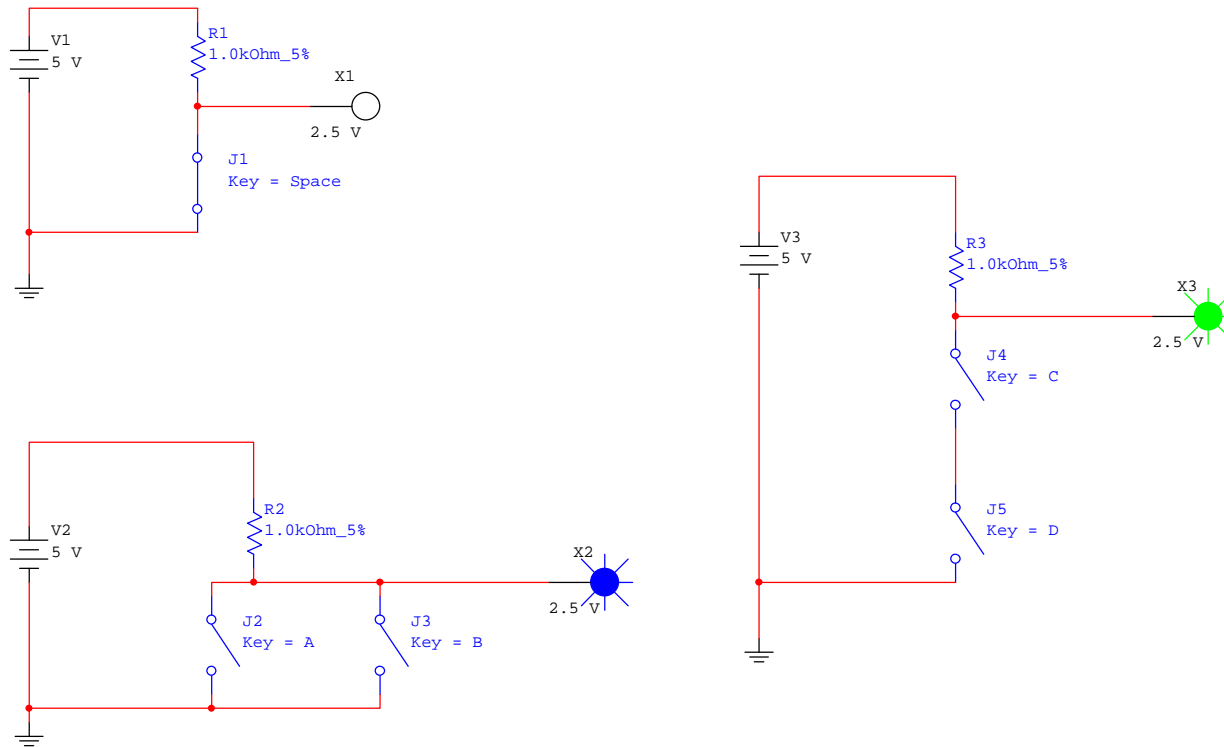 V1
5 V
R1
1.0kOhm_5%
X1
2.5 V
J1
Key = Space
V2
5 V
R2
1.0kOhm_5%
X2
2.5 V
J2
Key = A
J3
Key = B
V3
5 V
R3
1.0kOhm_5%
X3
2.5 V
J4
Key = C
J5
Key = D